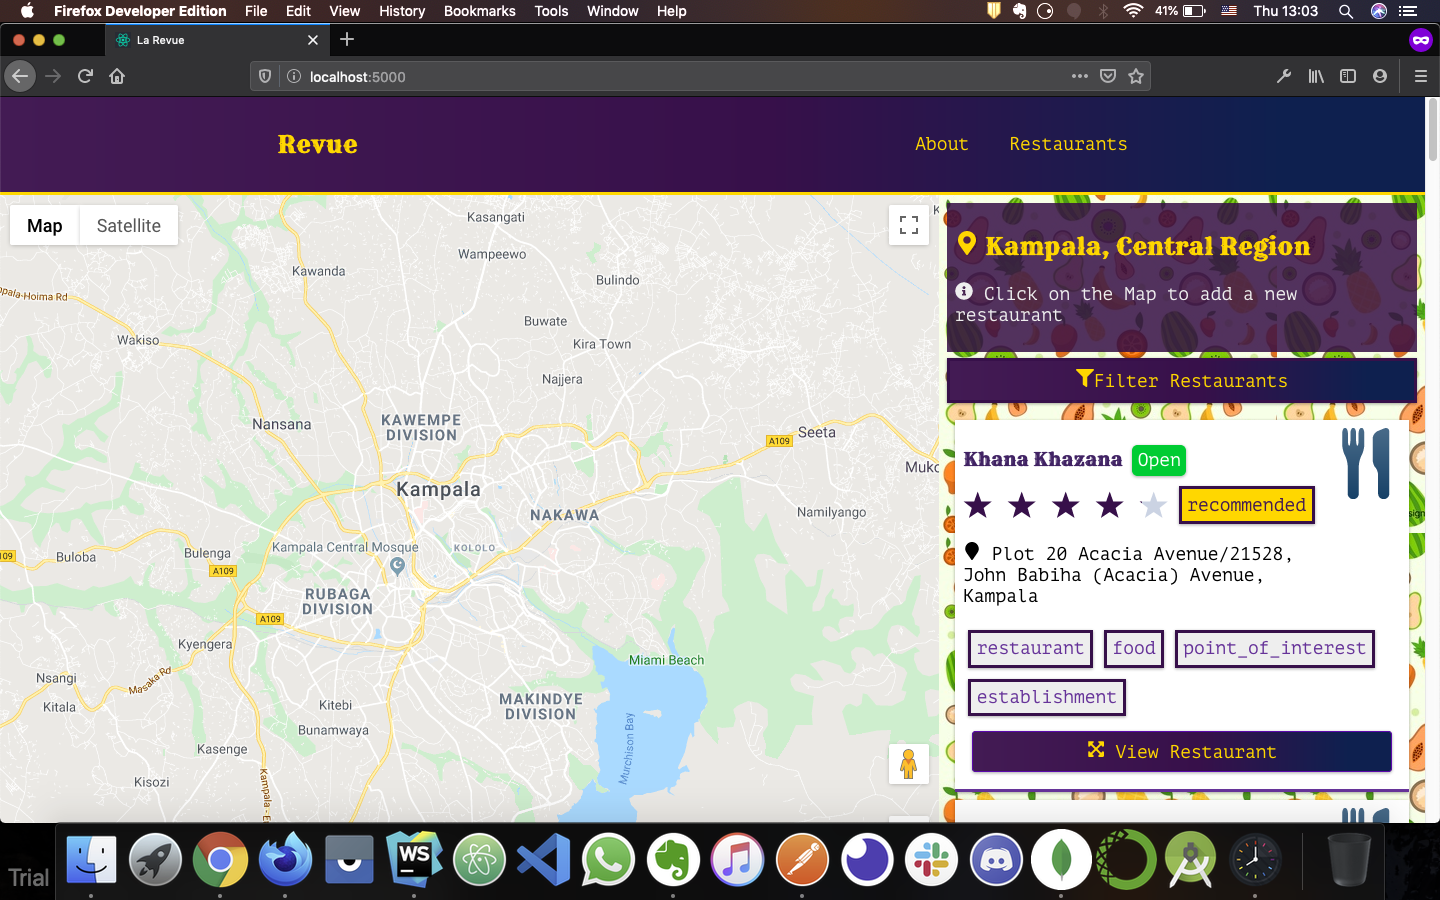 Firefox Developer Edition File Edit View History Bookmarks Tools Window Help 41% Thu 13:03
La Revue
localhost:5000
Revue About Restaurants
Map Satellite
Kasangati
Wampeewo
Kawanda
Bulindo
pala-Hoima Rd
Buwate
Wakiso
Kira Town
Najjera
Nansana
KAWEMPE
DIVISION
Seeta
A109
Muko
Kampala
NAKAWA
Namilyango
Kampala Central Mosque
KOLOLO
109
Buloba
Bulenga
A109
RUBAGA
DIVISION
A109
Kyengera
Miami Beach
Nsangi
Masaka Rd
Kitala
MAKINDYE
DIVISION
Kitebi
Bunamwaya
Murchison Bay
Kasenge
Kisozi
Kampala - E
Kampala, Central Region
Click on the Map to add a new
restaurant
Filter Restaurants
Khana Khazana Open
recommended
Plot 20 Acacia Avenue/21528,
John Babiha (Acacia) Avenue,
Kampala
restaurant food point_of_interest
establishment
View Restaurant
Trial
WS